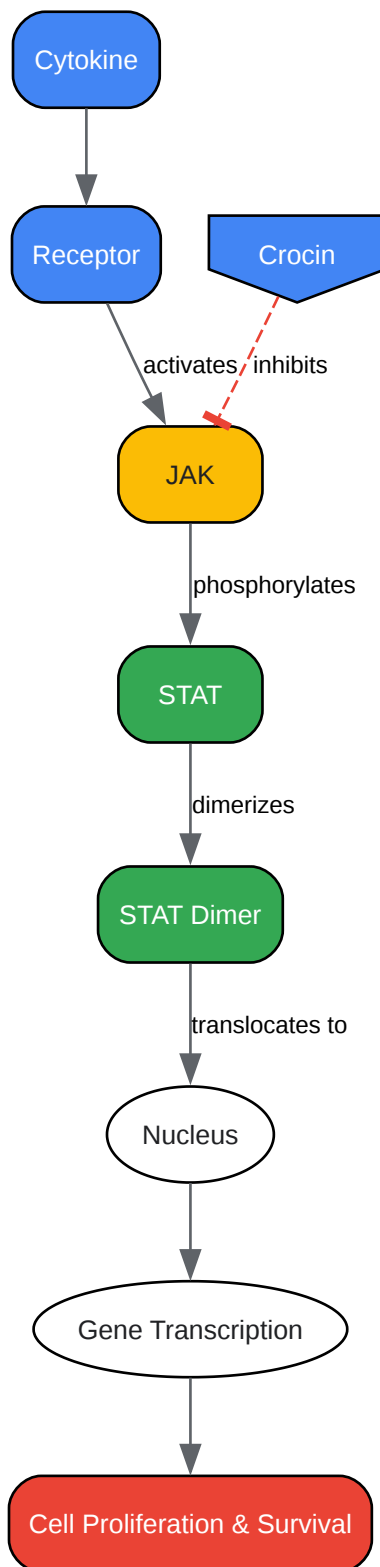 Cytokine
Receptor
Crocin
activates
inhibits
JAK
phosphorylates
STAT
dimerizes
STAT Dimer
translocates to
Nucleus
Gene Transcription
Cell Proliferation & Survival